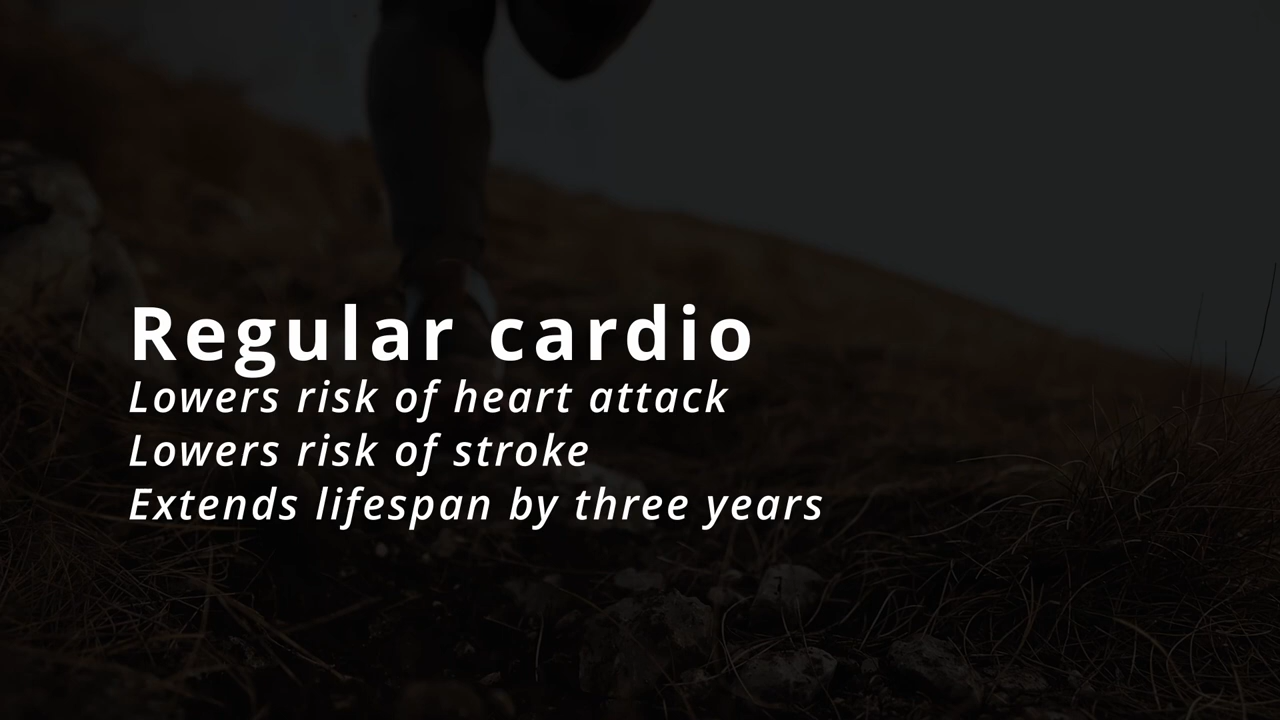 Regular cardio
Lowers risk of heart attack
Lowers risk of stroke
Extends lifespan by three years